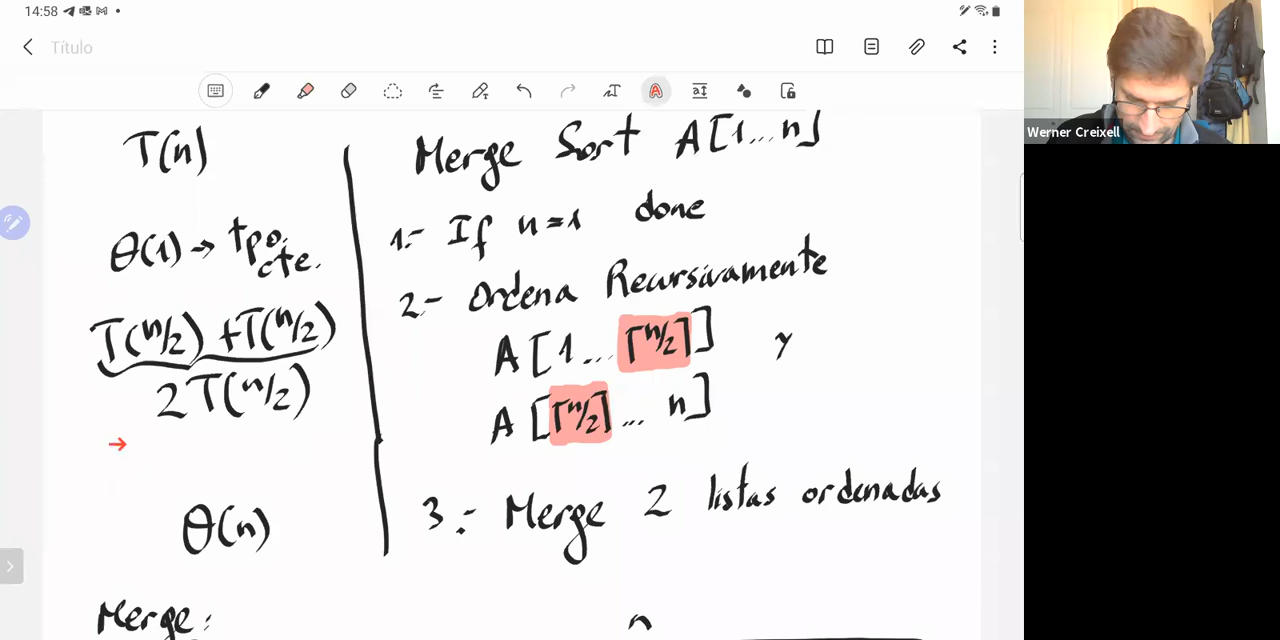 14:58
Título
Werner Creixell
T(n)
Merge Sort A[1...n]
1.- If n=1 done
θ(1) → tpo. cte.
2.- Ordena Recursivamente
T(n/2) + T(n/2)
A[1...⌈n/2⌉] y
2T(n/2)
A[⌈n/2⌉...n]
→
3.- Merge 2 listas ordenadas
θ(n)
Merge:
n